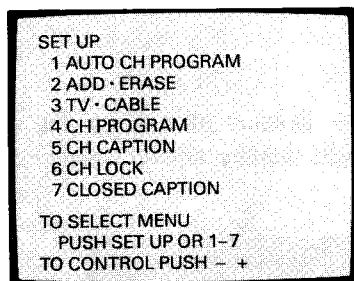 SET UP
1 AUTO CH PROGRAM
2 ADD · ERASE
3 TV · CABLE
4 CH PROGRAM
5 CH CAPTION
6 CH LOCK
7 CLOSED CAPTION
TO SELECT MENU
PUSH SET UP OR 1–7
TO CONTROL PUSH – +